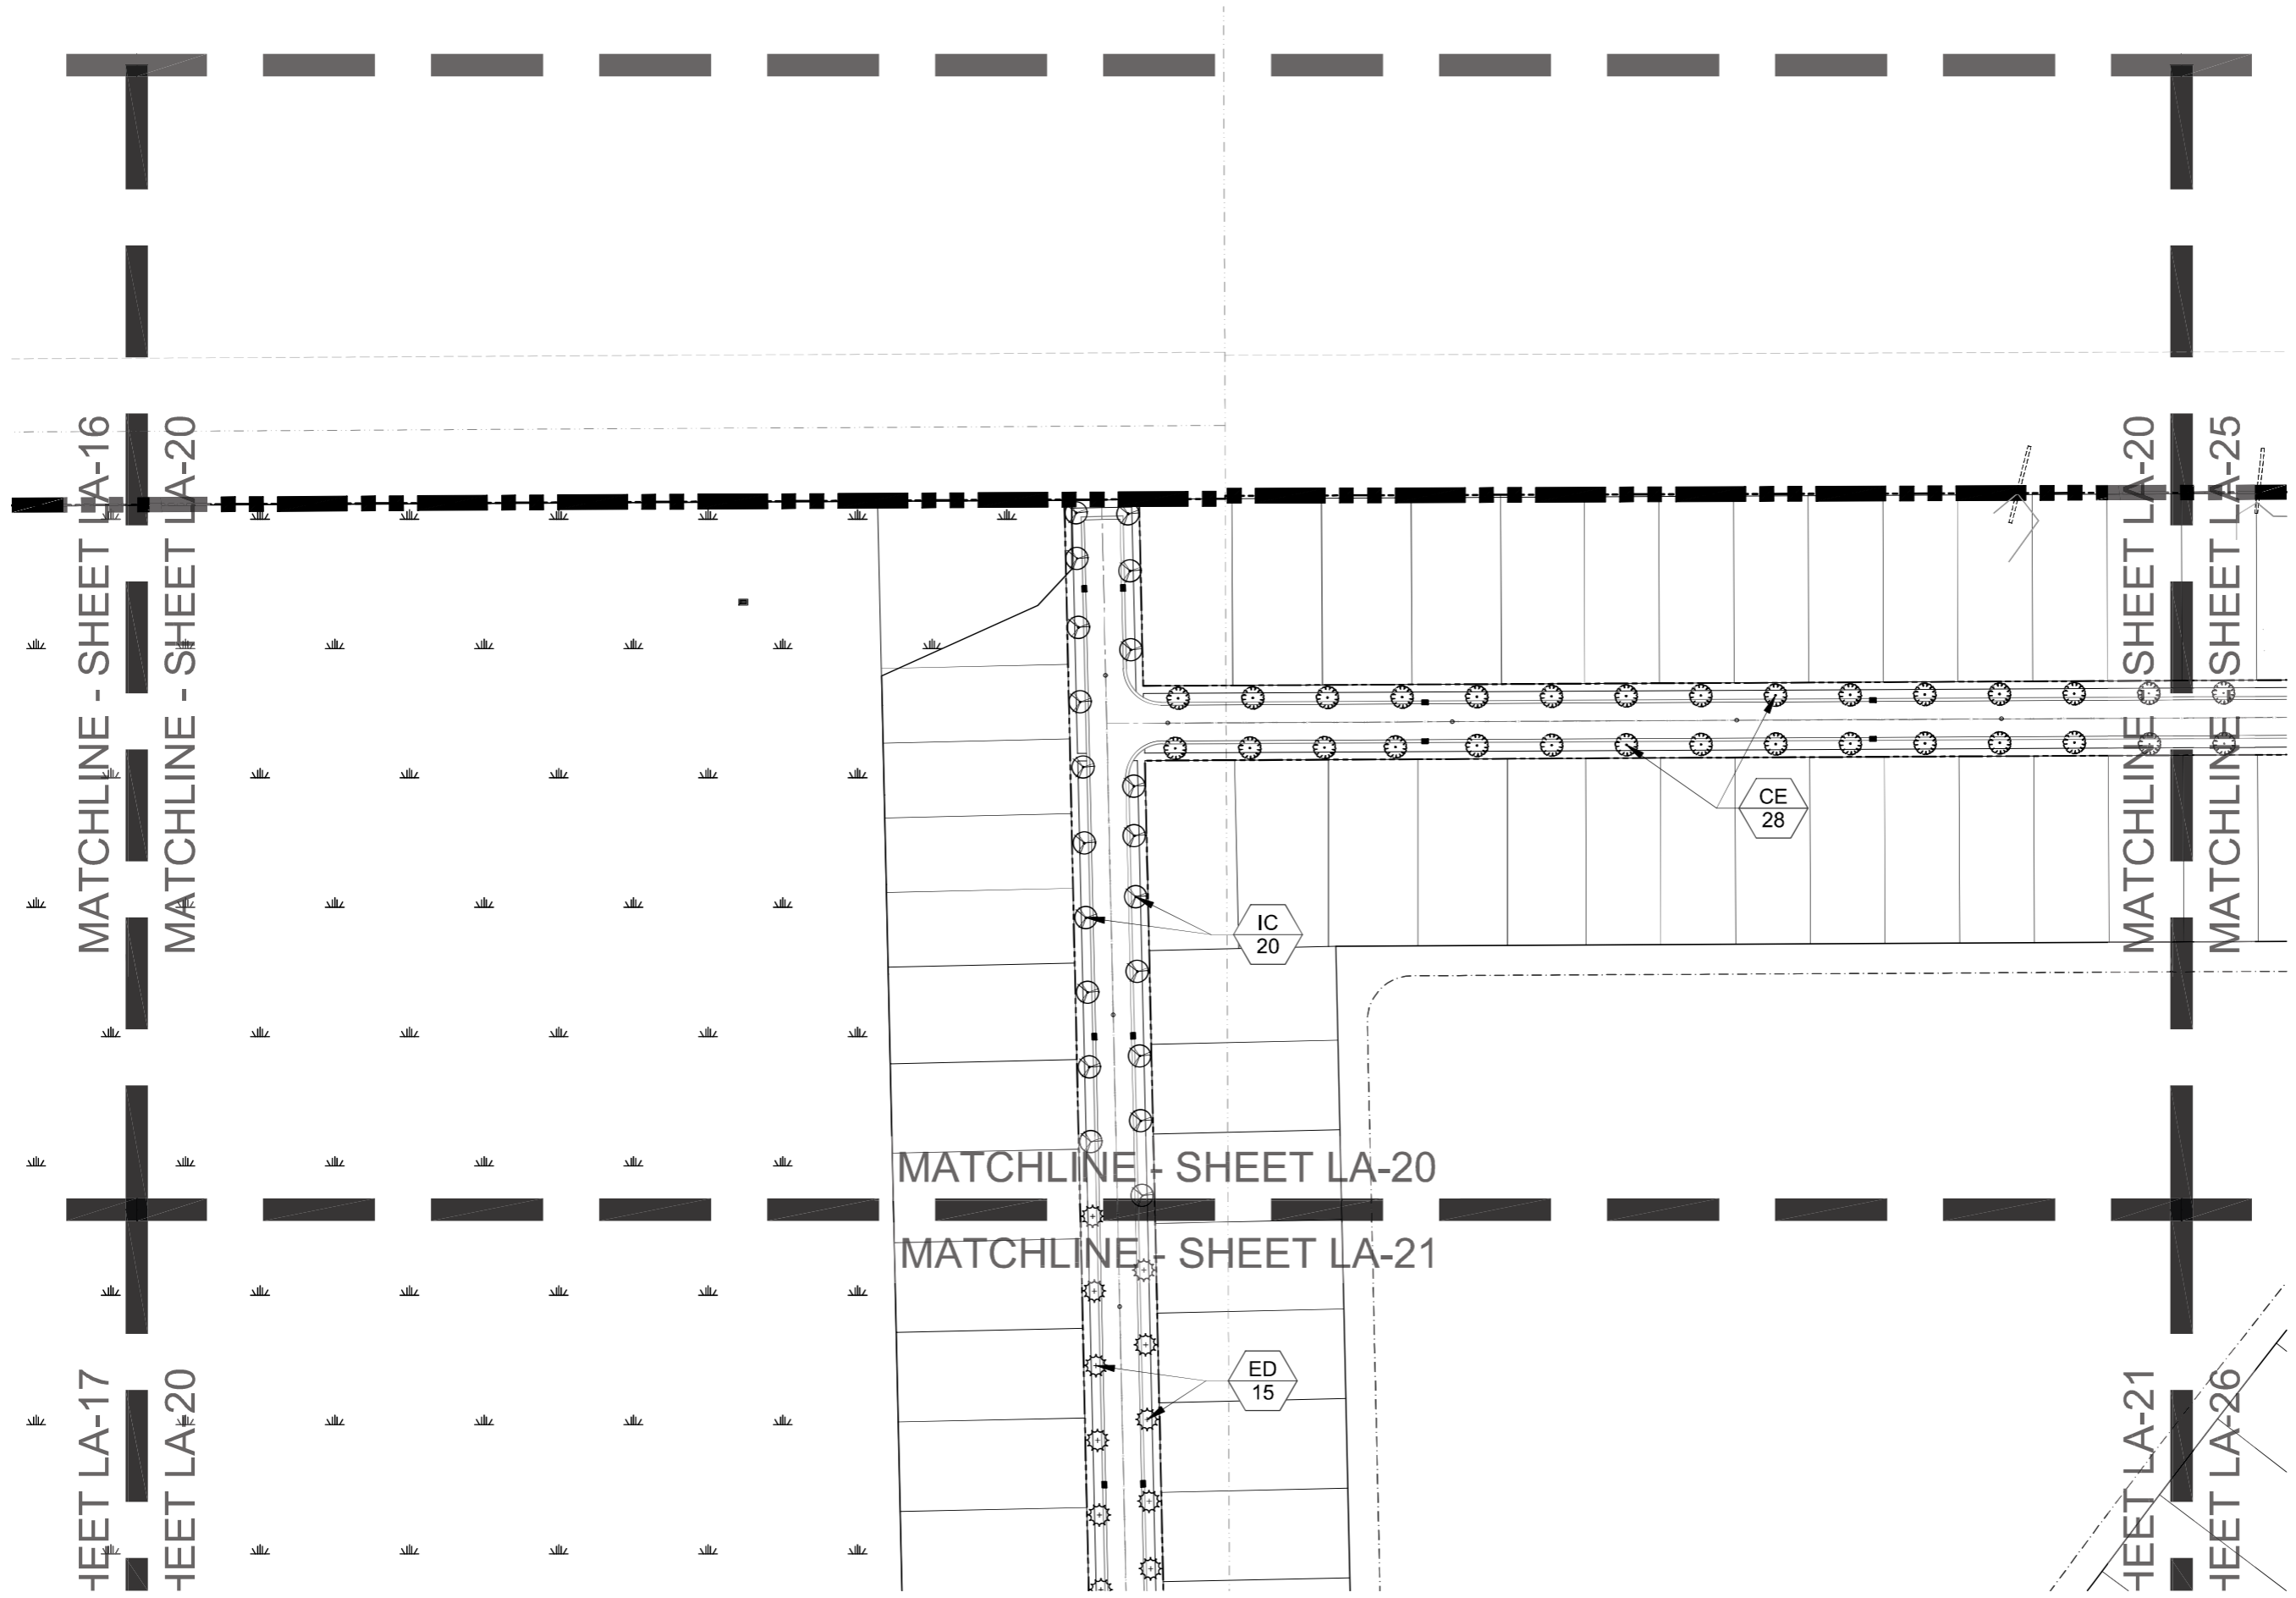 MATCHLINE - SHEET LA-16
MATCHLINE - SHEET LA-20
MATCHLINE - SHEET LA-20
MATCHLINE - SHEET LA-25
CE
28
IC
20
MATCHLINE - SHEET LA-20
MATCHLINE - SHEET LA-21
ED
15
HEET LA-17
HEET LA-20
HEET LA-21
HEET LA-26